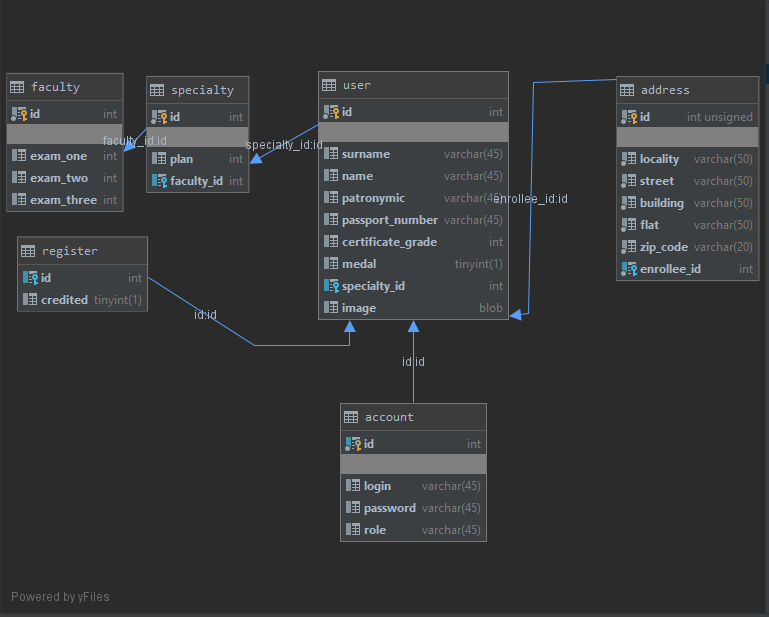 faculty
id int
exam_one int
exam_two int
exam_three int
faculty_id:id
specialty
id int
plan int
faculty_id int
specialty_id:id
user
id int
surname varchar(45)
name varchar(45)
patronymic varchar(45)
passport_number varchar(45)
certificate_grade int
medal tinyint(1)
specialty_id int
image blob
enrollee_id:id
address
id int unsigned
locality varchar(50)
street varchar(50)
building varchar(50)
flat varchar(50)
zip_code varchar(20)
enrollee_id int
register
id int
credited tinyint(1)
id:id
id:id
account
id int
login varchar(45)
password varchar(45)
role varchar(45)
Powered by yFiles